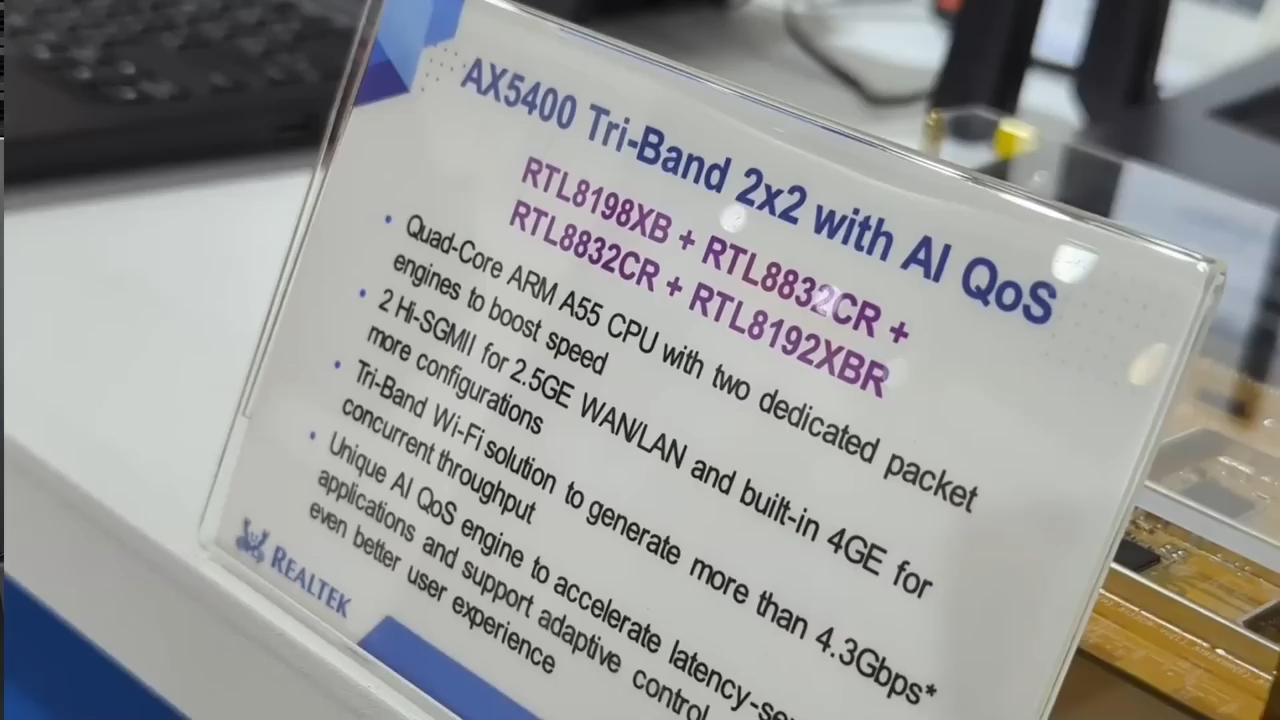 AX5400 Tri-Band 2x2 with AI QoS
RTL8198XB + RTL8832CR +
RTL8832CR + RTL8192XBR
• Quad-Core ARM A55 CPU with two dedicated packet
engines to boost speed
• 2 Hi-SGMII for 2.5GE WAN/LAN and built-in 4GE for
more configurations
• Tri-Band Wi-Fi solution to generate more than 4.3Gbps*
concurrent throughput
• Unique AI QoS engine to accelerate
applications and support adaptive control
even better user experience
REALTEK